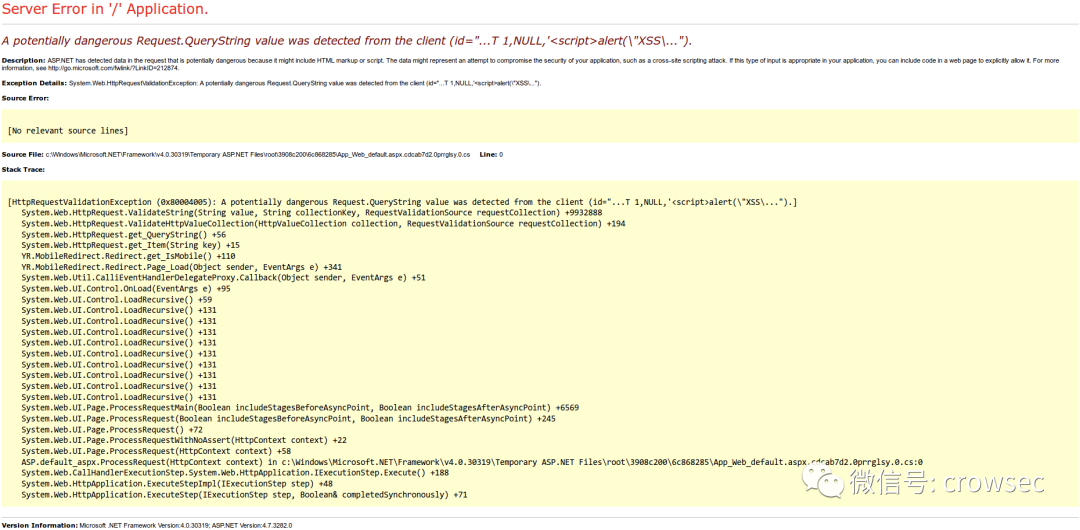 Server Error in '/' Application.
A potentially dangerous Request.QueryString value was detected from the client (id="...T 1,NULL,'<script>alert(\"XSS\...").
Description: ASP.NET has detected data in the request that is potentially dangerous because it might include HTML markup or script. The data might represent an attempt to compromise the security of your application, such as a cross-site scripting attack. If this type of input is appropriate in your application, you can include code in a web page to explicitly allow it. For more
information, see http://go.microsoft.com/fwlink/?LinkID=212874.
Exception Details: System.Web.HttpRequestValidationException: A potentially dangerous Request.QueryString value was detected from the client (id="...T 1,NULL,'<script>alert(\"XSS\...").
Source Error:
[No relevant source lines]
Source File: c:\Windows\Microsoft.NET\Framework\v4.0.30319\Temporary ASP.NET Files\root\3908c200\6c868285\App_Web_default.aspx.cdcab7d2.0prrglsy.0.cs Line: 0
Stack Trace:
[HttpRequestValidationException (0x80004005): A potentially dangerous Request.QueryString value was detected from the client (id="...T 1,NULL,'<script>alert(\"XSS\...").]
System.Web.HttpRequest.ValidateString(String value, String collectionKey, RequestValidationSource requestCollection) +9932888
System.Web.HttpRequest.ValidateHttpValueCollection(HttpValueCollection collection, RequestValidationSource requestCollection) +194
System.Web.HttpRequest.get_QueryString() +56
System.Web.HttpRequest.get_Item(String key) +15
YR.MobileRedirect.Redirect.get_IsMobile() +110
YR.MobileRedirect.Redirect.Page_Load(Object sender, EventArgs e) +341
System.Web.Util.CalliEventHandlerDelegateProxy.Callback(Object sender, EventArgs e) +51
System.Web.UI.Control.OnLoad(EventArgs e) +95
System.Web.UI.Control.LoadRecursive() +59
System.Web.UI.Control.LoadRecursive() +131
System.Web.UI.Control.LoadRecursive() +131
System.Web.UI.Control.LoadRecursive() +131
System.Web.UI.Control.LoadRecursive() +131
System.Web.UI.Control.LoadRecursive() +131
System.Web.UI.Control.LoadRecursive() +131
System.Web.UI.Control.LoadRecursive() +131
System.Web.UI.Control.LoadRecursive() +131
System.Web.UI.Control.LoadRecursive() +131
System.Web.UI.Page.ProcessRequestMain(Boolean includeStagesBeforeAsyncPoint, Boolean includeStagesAfterAsyncPoint) +6569
System.Web.UI.Page.ProcessRequest(Boolean includeStagesBeforeAsyncPoint, Boolean includeStagesAfterAsyncPoint) +245
System.Web.UI.Page.ProcessRequest() +72
System.Web.UI.Page.ProcessRequestWithNoAssert(HttpContext context) +22
System.Web.UI.Page.ProcessRequest(HttpContext context) +58
ASP.default_aspx.ProcessRequest(HttpContext context) in c:\Windows\Microsoft.NET\Framework\v4.0.30319\Temporary ASP.NET Files\root\3908c200\6c868285\App_Web_default.aspx.cdcab7d2.0prrglsy.0.cs:0
System.Web.CallHandlerExecutionStep.System.Web.HttpApplication.IExecutionStep.Execute() +188
System.Web.HttpApplication.ExecuteStepImpl(IExecutionStep step) +48
System.Web.HttpApplication.ExecuteStep(IExecutionStep step, Boolean& completedSynchronously) +71
微信号: crowsec
Version Information: Microsoft .NET Framework Version:4.0.30319; ASP.NET Version:4.7.3282.0